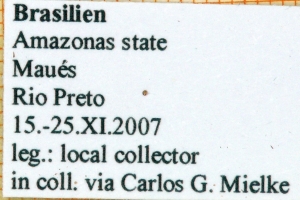 Brasilien
Amazonas state
Maués
Rio Preto
15.-25.XI.2007
leg.: local collector
in coll. via Carlos G. Mielke